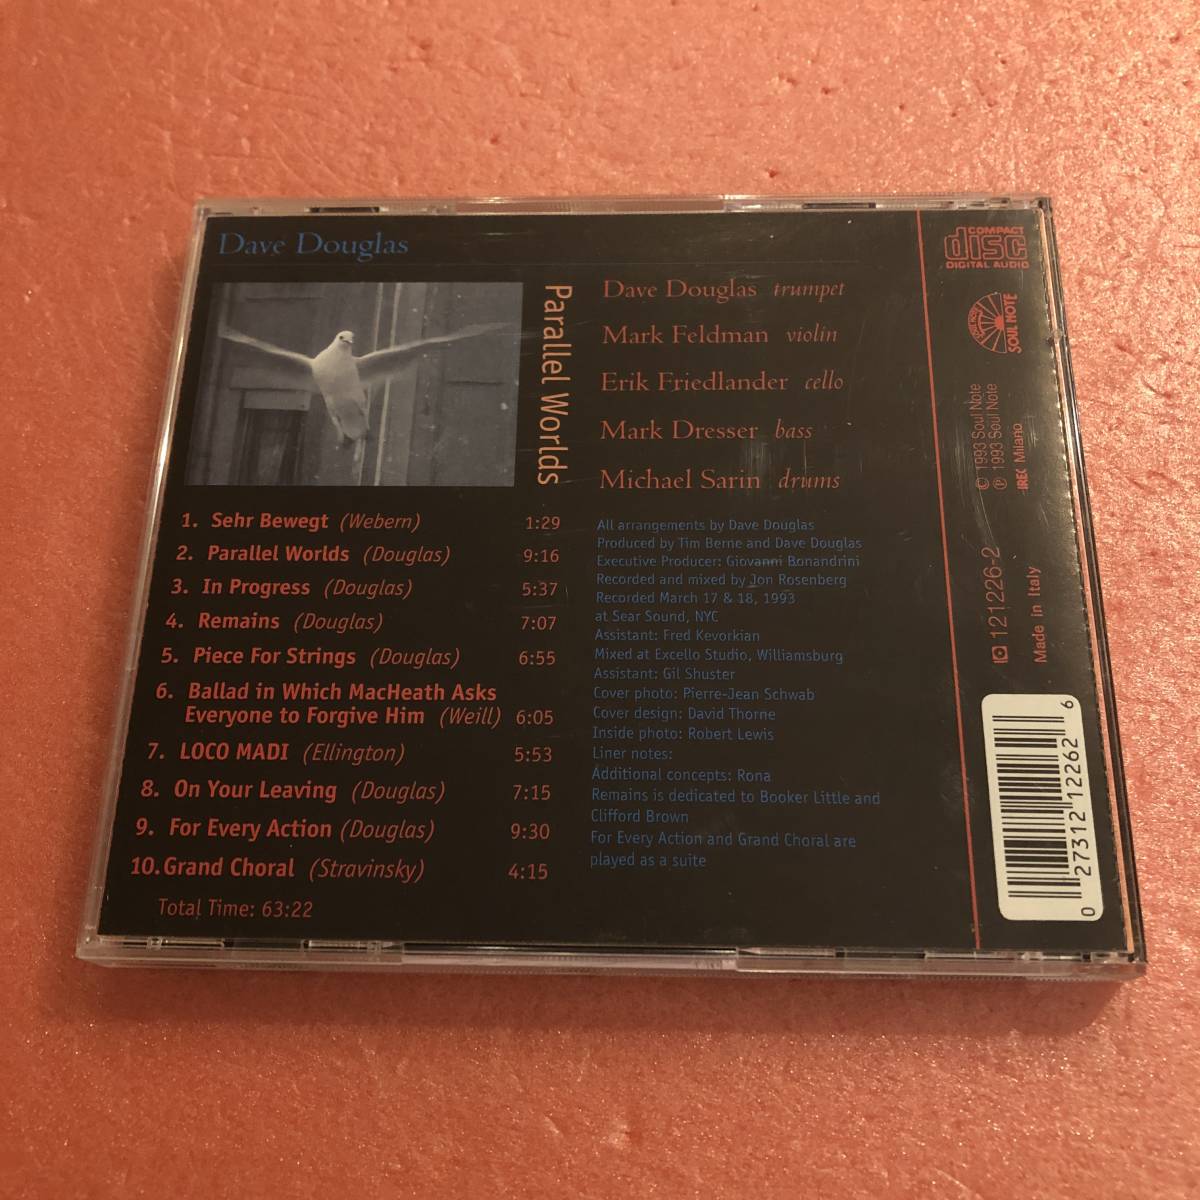 Dave Douglas
Parallel Worlds
1. Sehr Bewegt (Webern) 1:29
2. Parallel Worlds (Douglas) 9:16
3. In Progress (Douglas) 5:37
4. Remains (Douglas) 7:07
5. Piece For Strings (Douglas) 6:55
6. Ballad in Which MacHeath Asks
Everyone to Forgive Him (Weill) 6:05
7. LOCO MADI (Ellington) 5:53
8. On Your Leaving (Douglas) 7:15
9. For Every Action (Douglas) 9:30
10. Grand Choral (Stravinsky) 4:15
Total Time: 63:22
Dave Douglas trumpet
Mark Feldman violin
Erik Friedlander cello
Mark Dresser bass
Michael Sarin drums
All arrangements by Dave Douglas
Produced by Tim Berne and Dave Douglas
Executive Producer: Giovanni Bonandrini
Recorded and mixed by Jon Rosenberg
Recorded March 17 & 18, 1993
at Sear Sound, NYC
Assistant: Fred Kevorkian
Mixed at Excello Studio, Williamsburg
Assistant: Gil Shuster
Cover photo: Pierre-Jean Schwab
Cover design: David Thorne
Inside photo: Robert Lewis
Liner notes:
Additional concepts: Rona
Remains is dedicated to Booker Little and
Clifford Brown
For Every Action and Grand Choral are
played as a suite
COMPACT
disc
DIGITAL AUDIO
SOUL NOTE
© 1993 Soul Note
℗ 1993 Soul Note
IREC Milano
121226-2
Made in Italy
0 27312 12262 6